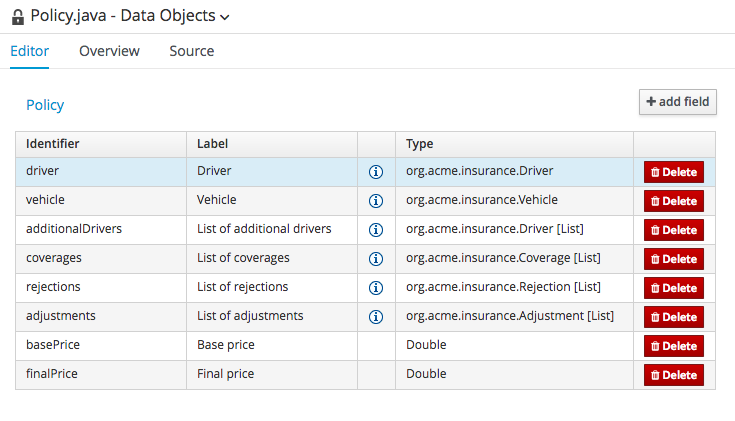 Policy.java - Data Objects
Editor Overview Source
Policy
+ add field
Identifier Label Type
driver Driver org.acme.insurance.Driver Delete
vehicle Vehicle org.acme.insurance.Vehicle Delete
additionalDrivers List of additional drivers org.acme.insurance.Driver [List] Delete
coverages List of coverages org.acme.insurance.Coverage [List] Delete
rejections List of rejections org.acme.insurance.Rejection [List] Delete
adjustments List of adjustments org.acme.insurance.Adjustment [List] Delete
basePrice Base price Double Delete
finalPrice Final price Double Delete